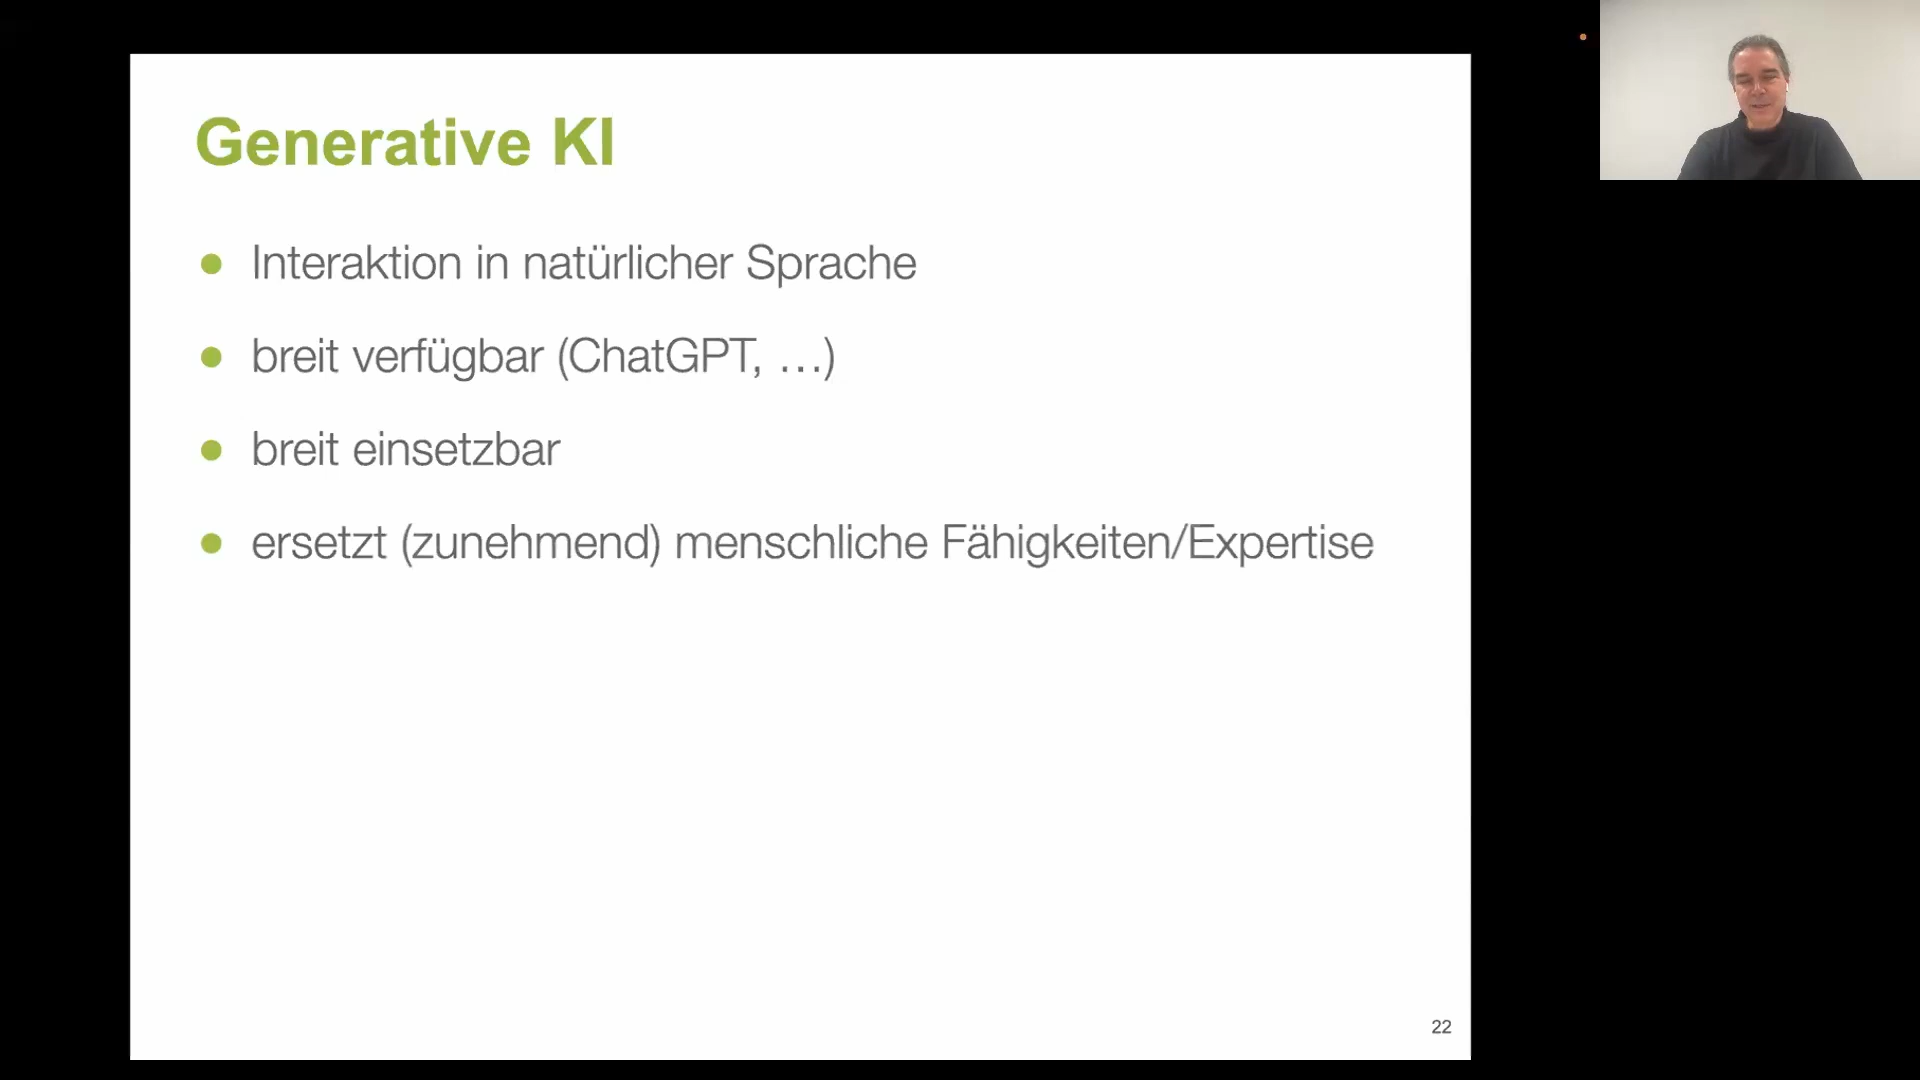 Generative KI
Interaktion in natürlicher Sprache
breit verfügbar (ChatGPT, …)
breit einsetzbar
ersetzt (zunehmend) menschliche Fähigkeiten/Expertise
22